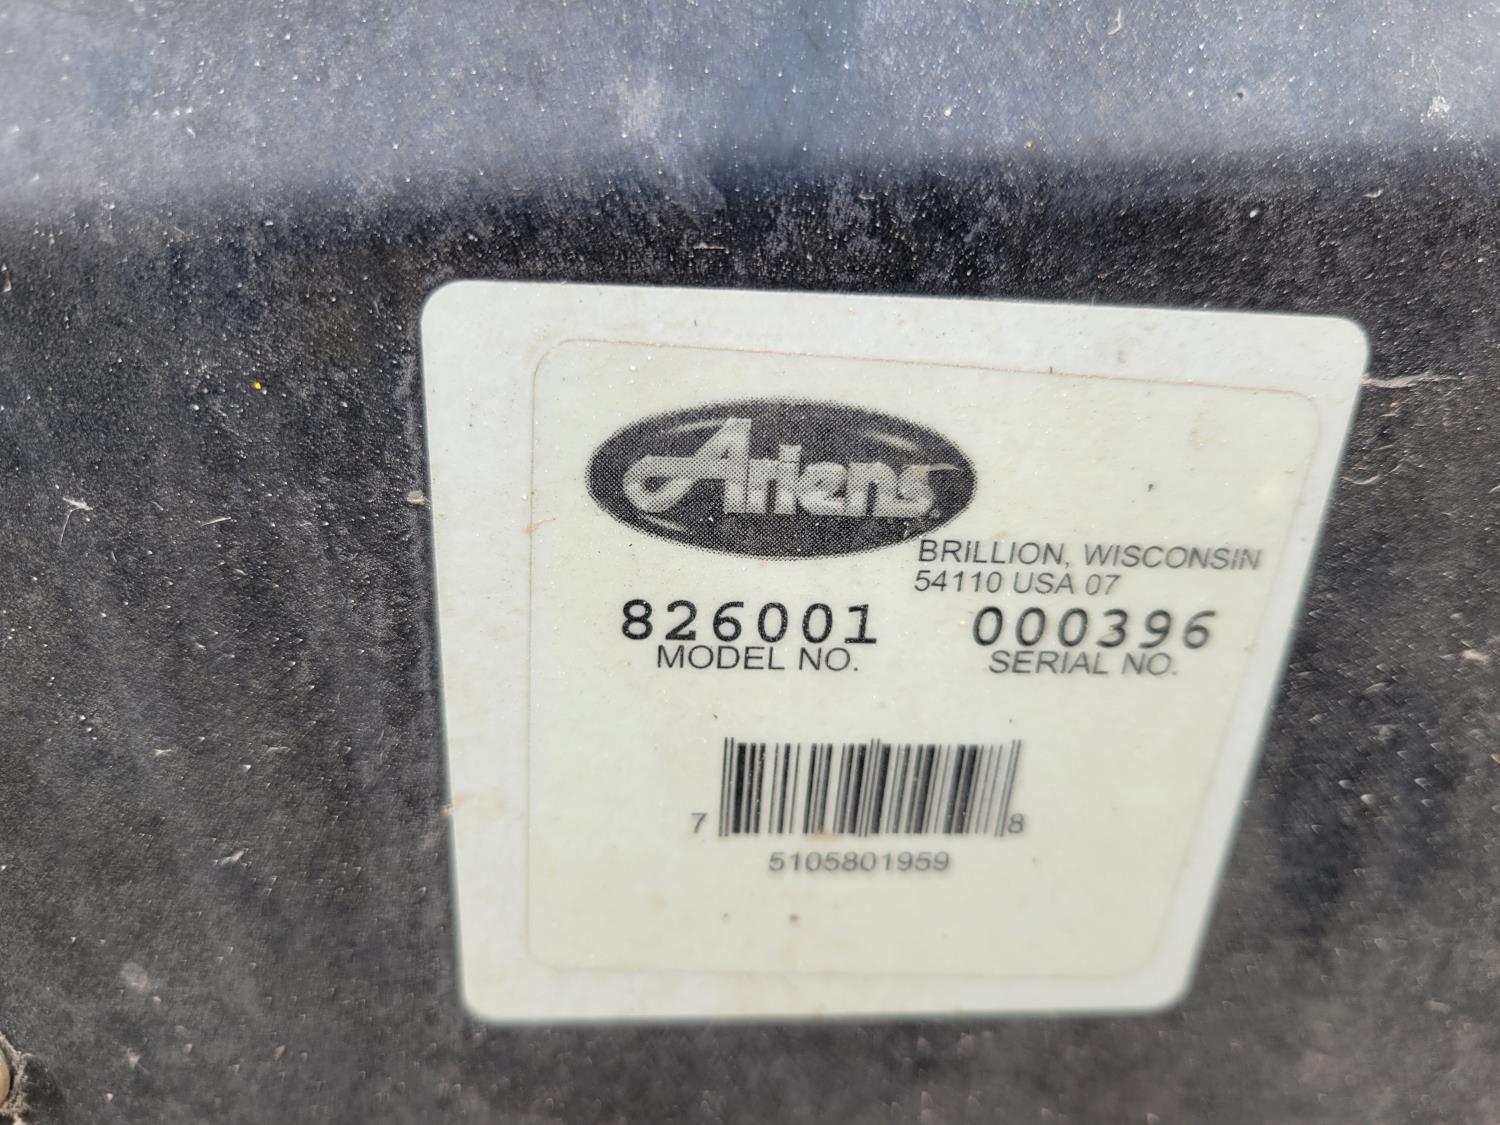 Ariens
BRILLION, WISCONSIN
54110 USA 07
826001 000396
MODEL NO. SERIAL NO.
7 8
5105801959